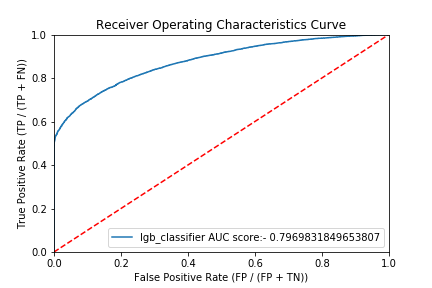 Receiver Operating Characteristics Curve
True Positive Rate (TP / (TP + FN))
1.0
0.8
0.6
0.4
0.2
0.0
lgb_classifier AUC score:- 0.7969831849653807
0.0 0.2 0.4 0.6 0.8 1.0
False Positive Rate (FP / (FP + TN))